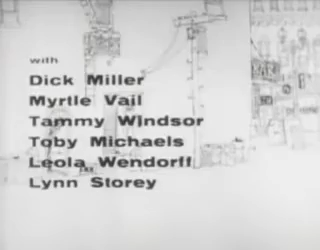 with
Dick Miller
Myrtle Vail
Tammy Windsor
Toby Michaels
Leola Wendorff
Lynn Storey